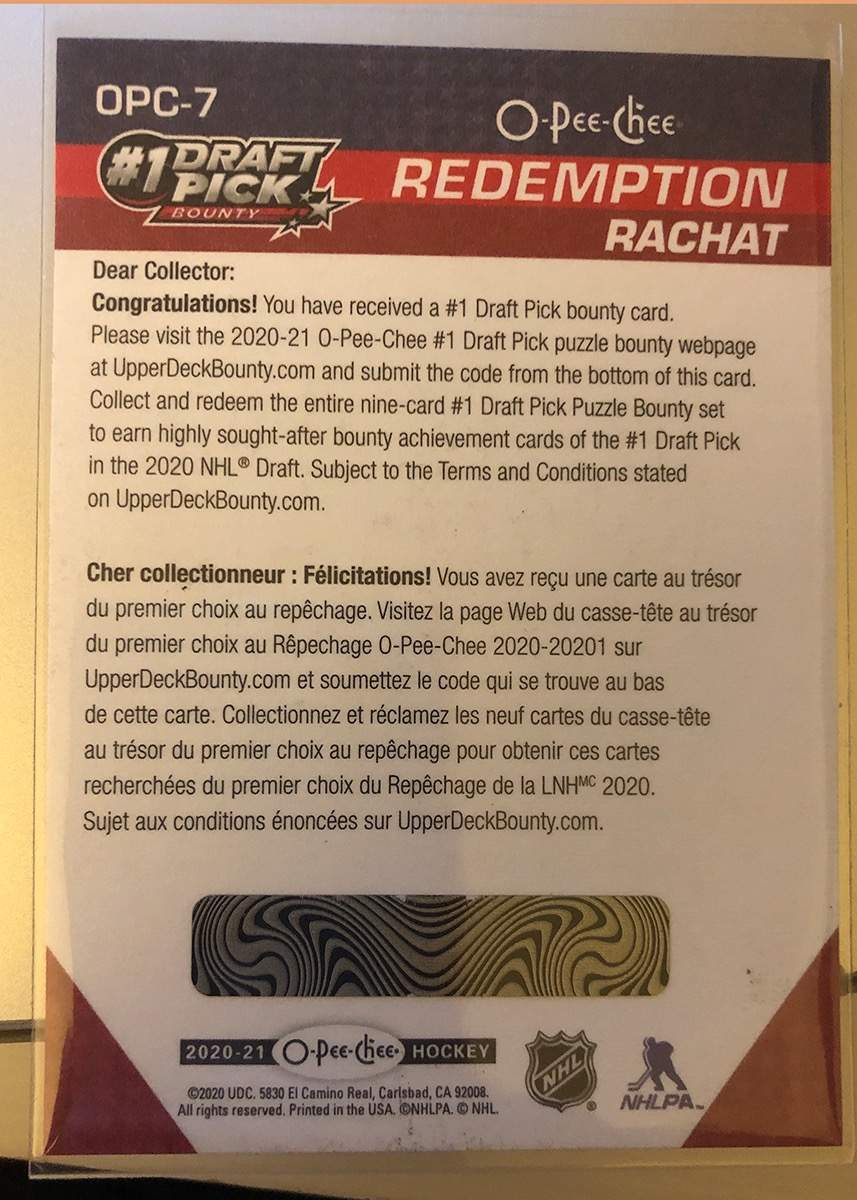 OPC-7
O-Pee-Chee
#1 DRAFT PICK BOUNTY
REDEMPTION
RACHAT
Dear Collector:
Congratulations! You have received a #1 Draft Pick bounty card.
Please visit the 2020-21 O-Pee-Chee #1 Draft Pick puzzle bounty webpage
at UpperDeckBounty.com and submit the code from the bottom of this card.
Collect and redeem the entire nine-card #1 Draft Pick Puzzle Bounty set
to earn highly sought-after bounty achievement cards of the #1 Draft Pick
in the 2020 NHL® Draft. Subject to the Terms and Conditions stated
on UpperDeckBounty.com.
Cher collectionneur : Félicitations! Vous avez reçu une carte au trésor
du premier choix au repêchage. Visitez la page Web du casse-tête au trésor
du premier choix au Rêpechage O-Pee-Chee 2020-20201 sur
UpperDeckBounty.com et soumettez le code qui se trouve au bas
de cette carte. Collectionnez et réclamez les neuf cartes du casse-tête
au trésor du premier choix au repêchage pour obtenir ces cartes
recherchées du premier choix du Repêchage de la LNHᴹᶜ 2020.
Sujet aux conditions énoncées sur UpperDeckBounty.com.
2020-21 O-Pee-Chee HOCKEY
NHL®
NHLPA™
©2020 UDC. 5830 El Camino Real, Carlsbad, CA 92008.
All rights reserved. Printed in the USA. ©NHLPA. © NHL.